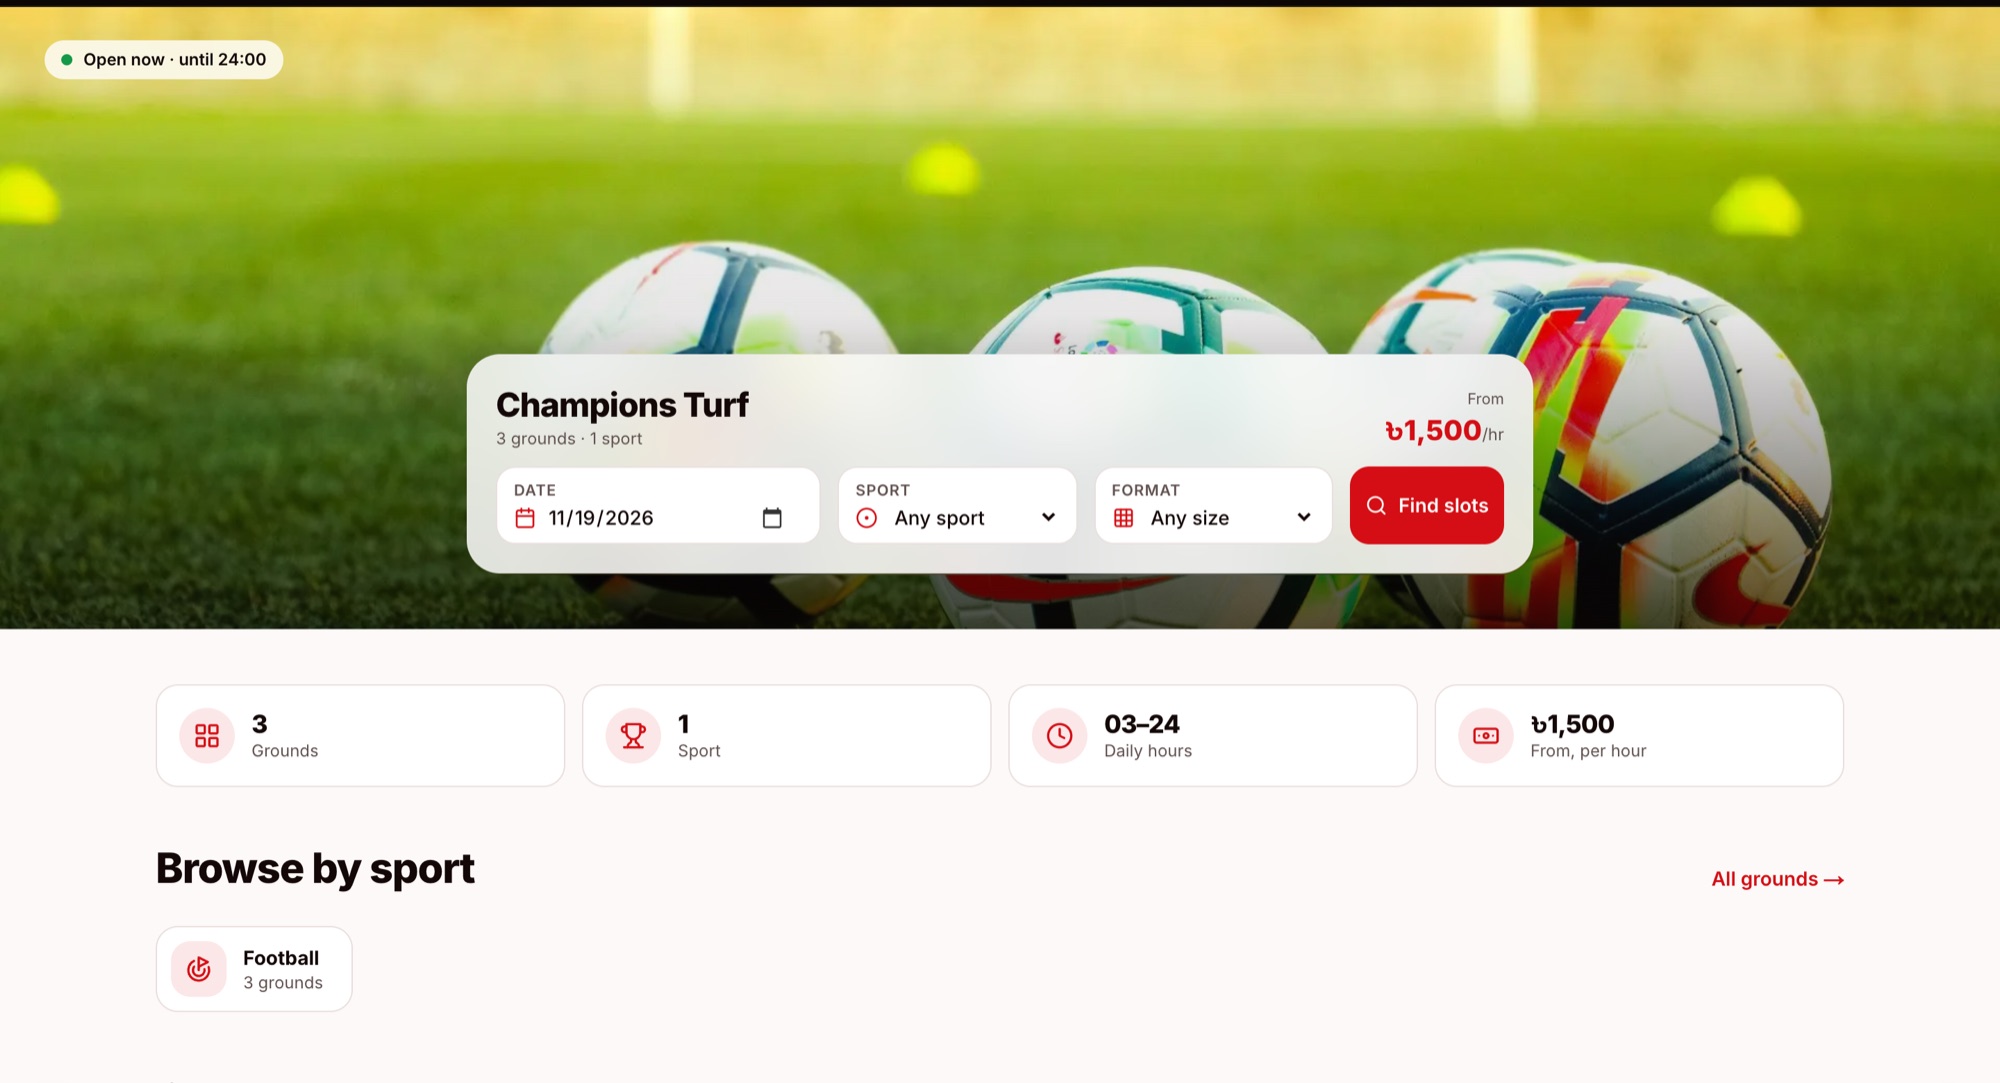 Open now · until 24:00
Champions Turf
3 grounds · 1 sport
From
৳1,500/hr
DATE
11/19/2026
SPORT
Any sport
FORMAT
Any size
Find slots
3
Grounds
1
Sport
03–24
Daily hours
৳1,500
From, per hour
Browse by sport
All grounds →
Football
3 grounds